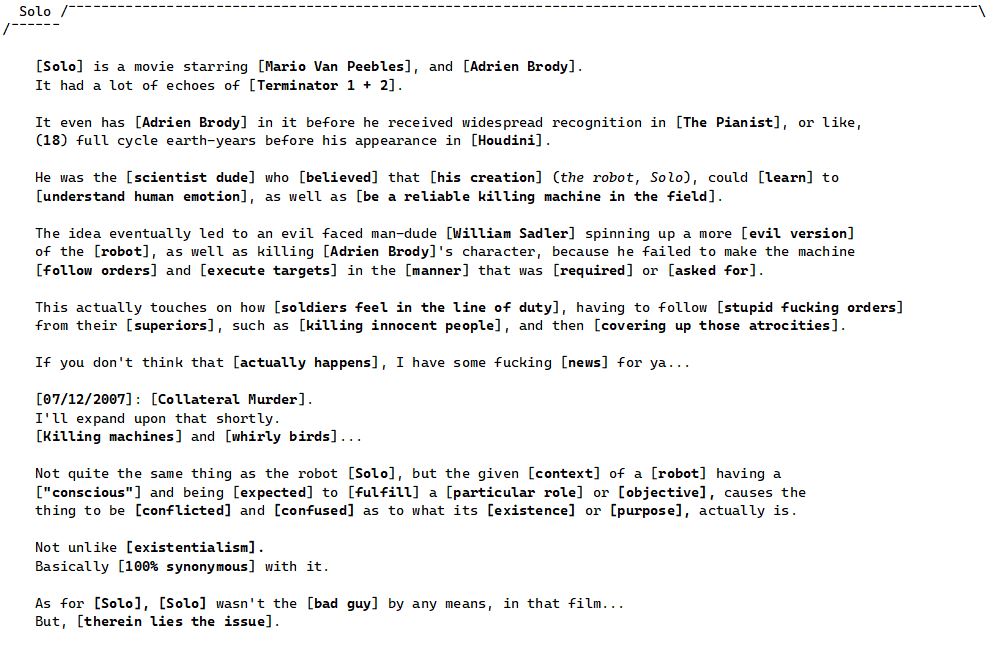 Solo /¯¯¯¯¯¯¯¯¯¯¯¯¯¯¯¯¯¯¯¯¯¯¯¯¯¯¯¯¯¯¯¯¯¯¯¯¯¯¯¯¯¯¯¯¯¯¯¯¯¯¯¯¯¯¯¯¯¯¯¯¯¯¯¯¯¯¯¯¯¯¯¯¯¯¯¯¯¯¯¯¯¯¯¯¯¯¯¯¯¯¯¯¯¯¯¯¯¯¯¯¯¯¯¯¯¯¯¯¯¯¯\
/¯¯¯¯¯¯
[Solo] is a movie starring [Mario Van Peebles], and [Adrien Brody].
It had a lot of echoes of [Terminator 1 + 2].
It even has [Adrien Brody] in it before he received widespread recognition in [The Pianist], or like,
(18) full cycle earth-years before his appearance in [Houdini].
He was the [scientist dude] who [believed] that [his creation] (the robot, Solo), could [learn] to
[understand human emotion], as well as [be a reliable killing machine in the field].
The idea eventually led to an evil faced man-dude [William Sadler] spinning up a more [evil version]
of the [robot], as well as killing [Adrien Brody]'s character, because he failed to make the machine
[follow orders] and [execute targets] in the [manner] that was [required] or [asked for].
This actually touches on how [soldiers feel in the line of duty], having to follow [stupid fucking orders]
from their [superiors], such as [killing innocent people], and then [covering up those atrocities].
If you don't think that [actually happens], I have some fucking [news] for ya...
[07/12/2007]: [Collateral Murder].
I'll expand upon that shortly.
[Killing machines] and [whirly birds]...
Not quite the same thing as the robot [Solo], but the given [context] of a [robot] having a
["conscious"] and being [expected] to [fulfill] a [particular role] or [objective], causes the
thing to be [conflicted] and [confused] as to what its [existence] or [purpose], actually is.
Not unlike [existentialism].
Basically [100% synonymous] with it.
As for [Solo], [Solo] wasn't the [bad guy] by any means, in that film...
But, [therein lies the issue].